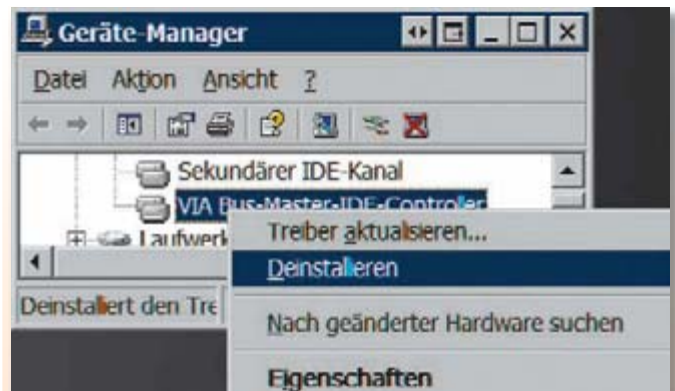 Geräte-Manager
Datei Aktion Ansicht ?
Sekundärer IDE-Kanal
VIA Bus-Master-IDE-Controller
Laufwerk
Treiber aktualisieren...
Deinstallieren
Deinstalliert den Tre
Nach geänderter Hardware suchen
Eigenschaften